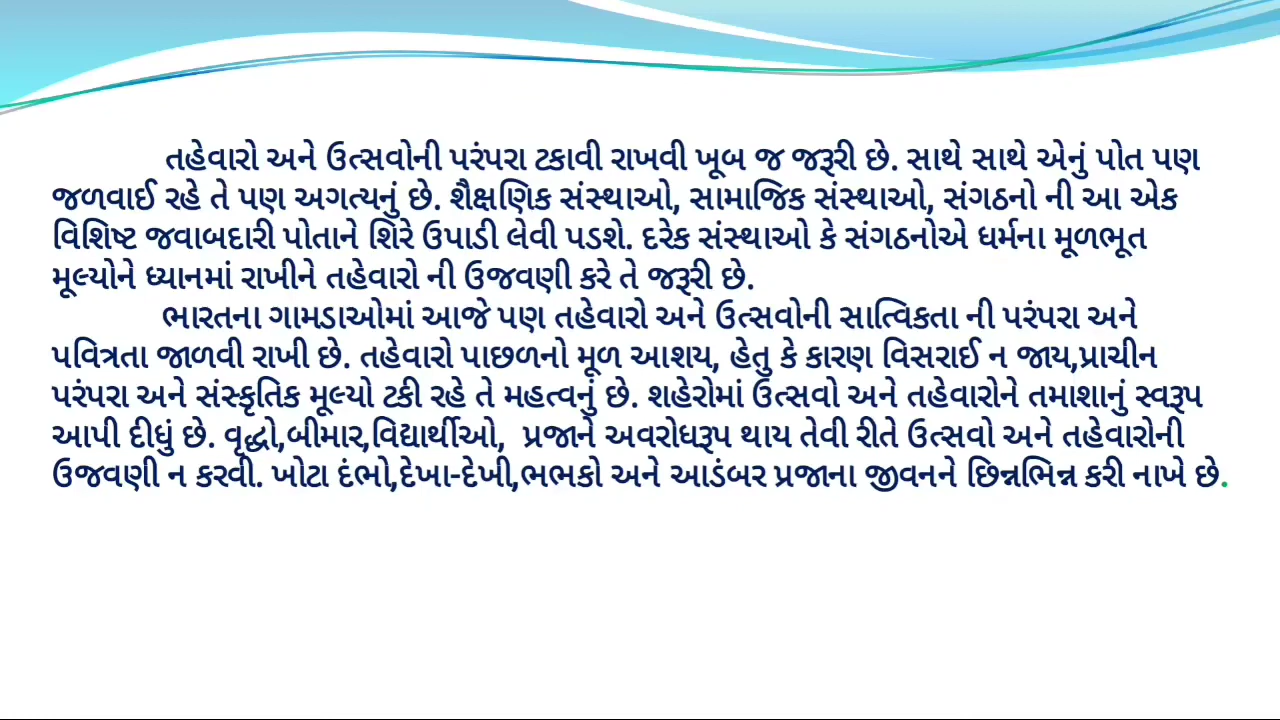 તહેવારો અને ઉત્સવોની પરંપરા ટકાવી રાખવી ખૂબ જ જરૂરી છે. સાથે સાથે એનું પોત પણ
જળવાઈ રહે તે પણ અગત્યનું છે. શૈક્ષણિક સંસ્થાઓ, સામાજિક સંસ્થાઓ, સંગઠનો ની આ એક
વિશિષ્ટ જવાબદારી પોતાને શિરે ઉપાડી લેવી પડશે. દરેક સંસ્થાઓ કે સંગઠનોએ ધર્મના મૂળભૂત
મૂલ્યોને ધ્યાનમાં રાખીને તહેવારો ની ઉજવણી કરે તે જરૂરી છે.
ભારતના ગામડાઓમાં આજે પણ તહેવારો અને ઉત્સવોની સાત્વિકતા ની પરંપરા અને
પવિત્રતા જાળવી રાખી છે. તહેવારો પાછળનો મૂળ આશય, હેતુ કે કારણ વિસરાઈ ન જાય,પ્રાચીન
પરંપરા અને સંસ્કૃતિક મૂલ્યો ટકી રહે તે મહત્વનું છે. શહેરોમાં ઉત્સવો અને તહેવારોને તમાશાનું સ્વરૂપ
આપી દીધું છે. વૃદ્ધો,બીમાર,વિદ્યાર્થીઓ, પ્રજાને અવરોધરૂપ થાય તેવી રીતે ઉત્સવો અને તહેવારોની
ઉજવણી ન કરવી. ખોટા દંભો,દેખા-દેખી,ભભકો અને આડંબર પ્રજાના જીવનને છિન્નભિન્ન કરી નાખે છે.